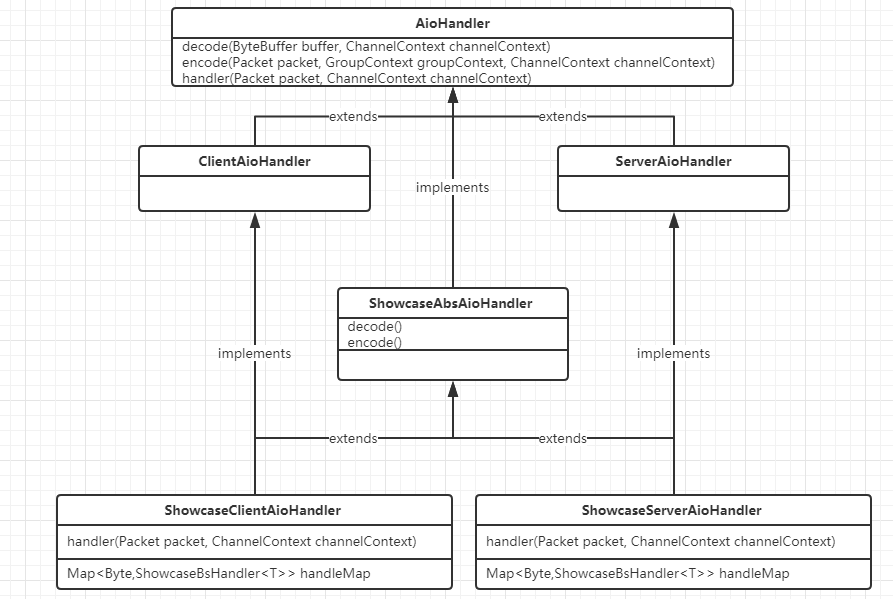 AioHandler
decode(ByteBuffer buffer, ChannelContext channelContext)
encode(Packet packet, GroupContext groupContext, ChannelContext channelContext)
handler(Packet packet, ChannelContext channelContext)
extends
extends
ClientAioHandler
ServerAioHandler
implements
ShowcaseAbsAioHandler
decode()
encode()
implements
implements
extends
extends
ShowcaseClientAioHandler
handler(Packet packet, ChannelContext channelContext)
Map<Byte,ShowcaseBsHandler<T>> handleMap
ShowcaseServerAioHandler
handler(Packet packet, ChannelContext channelContext)
Map<Byte,ShowcaseBsHandler<T>> handleMap